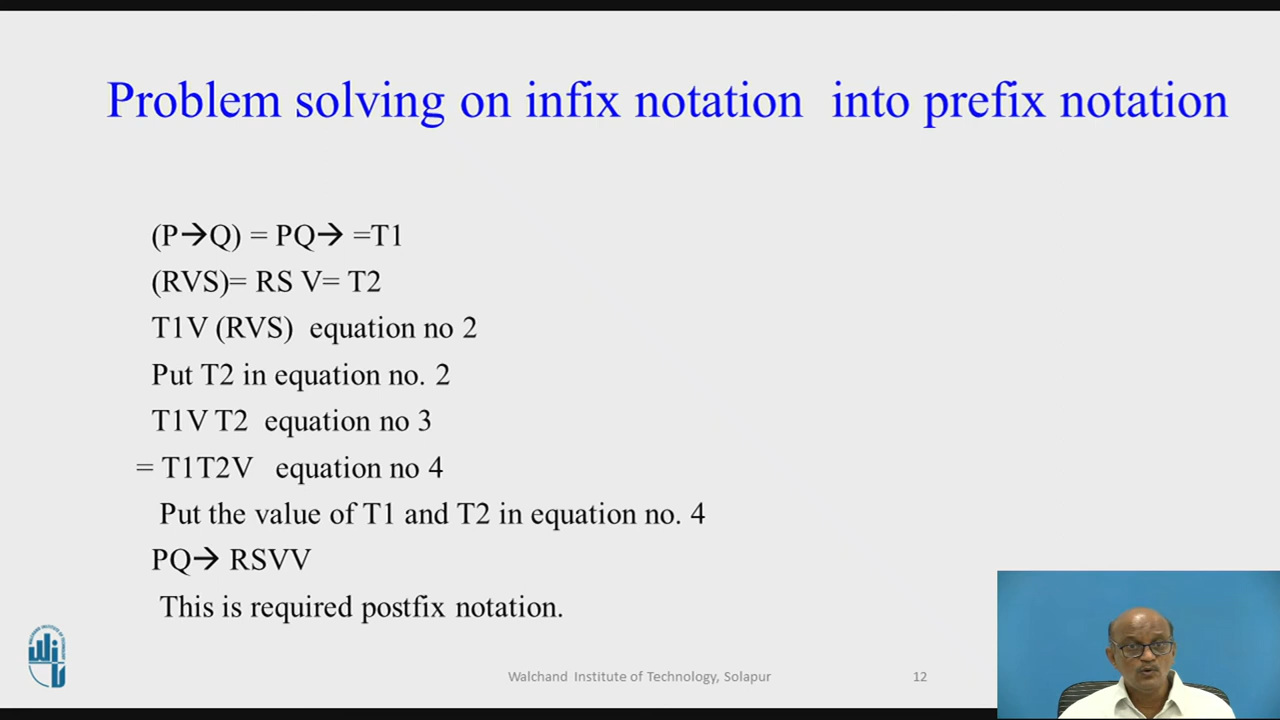 Problem solving on infix notation into prefix notation
(P→Q) = PQ→ =T1
(RVS)= RS V= T2
T1V (RVS) equation no 2
Put T2 in equation no. 2
T1V T2 equation no 3
= T1T2V equation no 4
Put the value of T1 and T2 in equation no. 4
PQ→ RSVV
This is required postfix notation.
Walchand Institute of Technology, Solapur
12